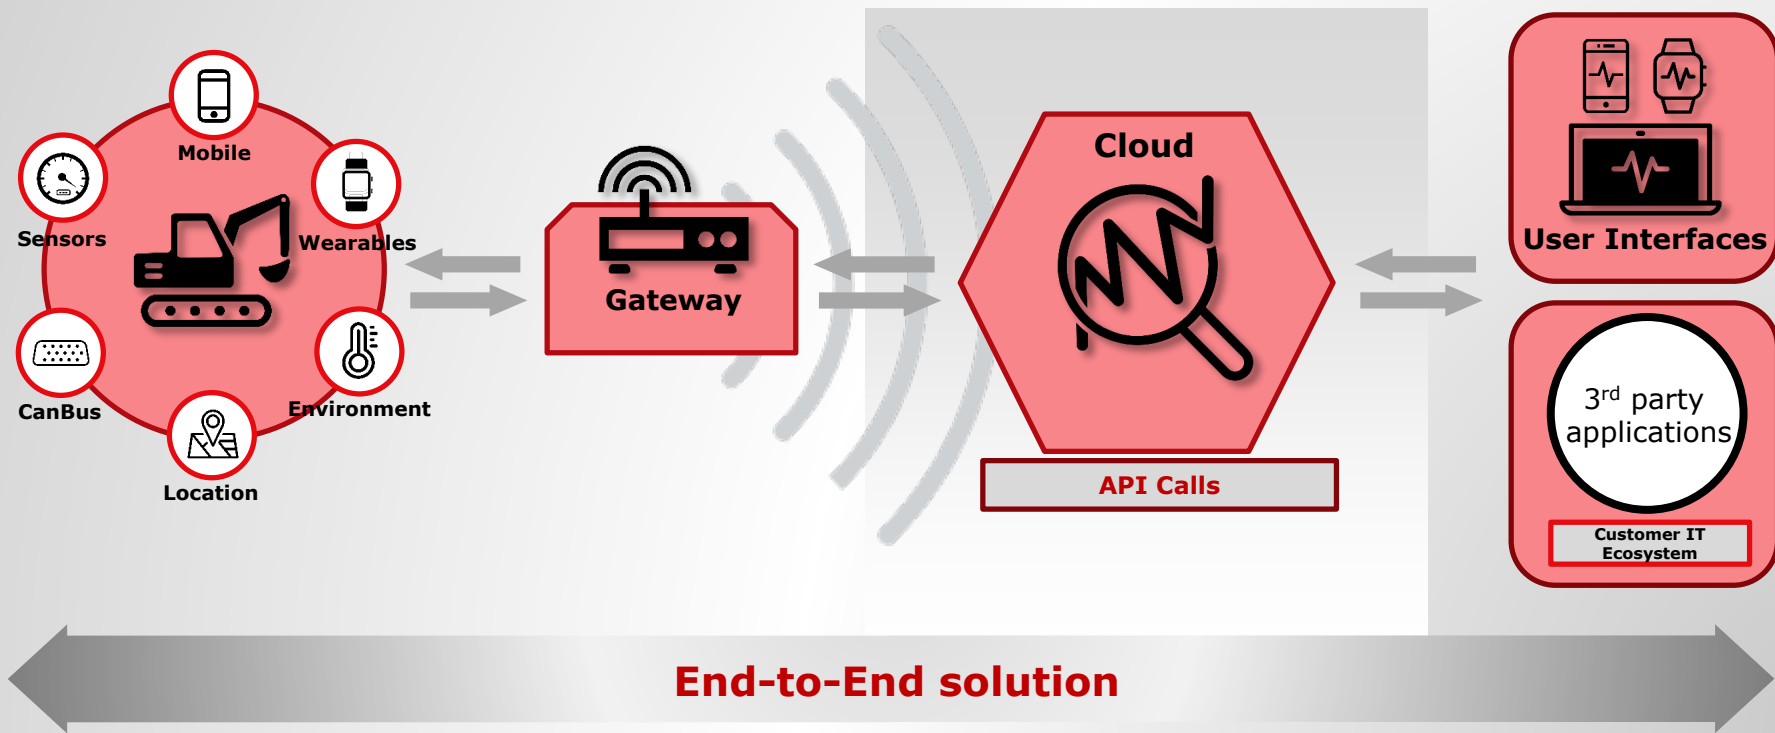 Mobile
Sensors
Wearables
CanBus
Environment
Location
Gateway
Cloud
API Calls
User Interfaces
3rd party
applications
Customer IT
Ecosystem
End-to-End solution